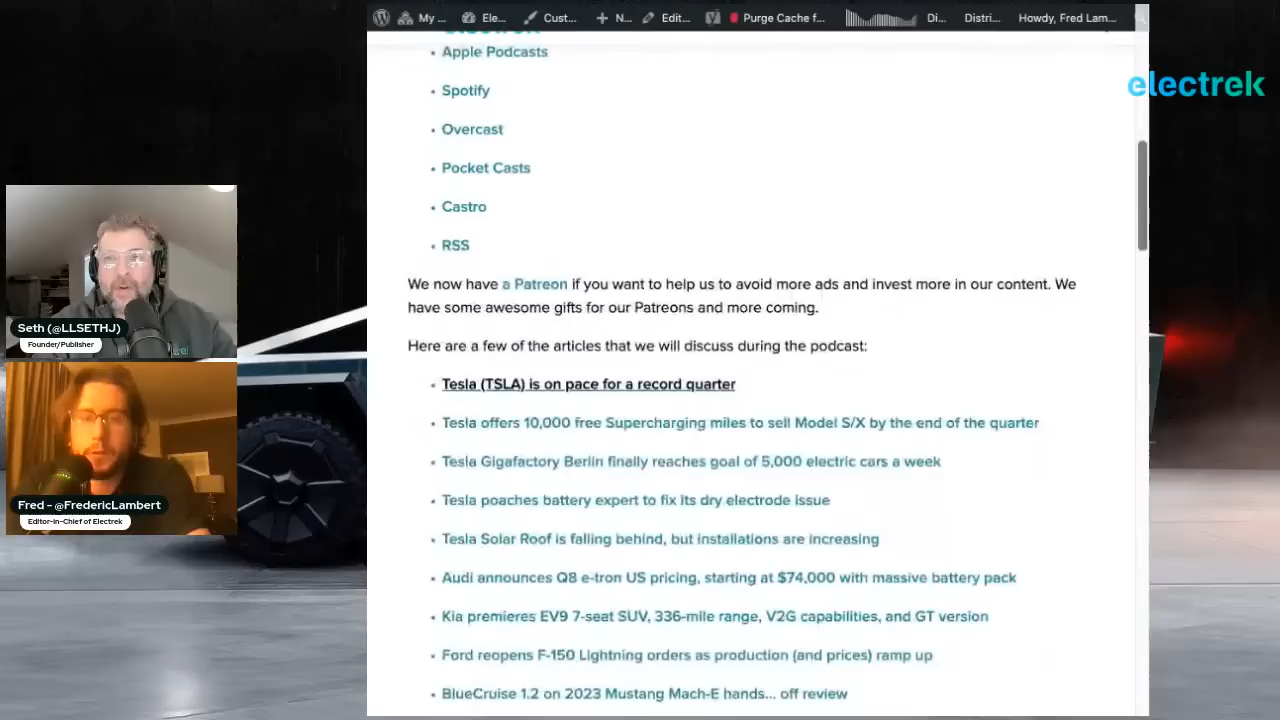 My ...
Ele...
Cust...
N...
Edit...
Purge Cache f...
Di...
Distri...
Howdy, Fred Lam...
electrek
Apple Podcasts
Spotify
Overcast
Pocket Casts
Castro
RSS
We now have a Patreon if you want to help us to avoid more ads and invest more in our content. We
have some awesome gifts for our Patreons and more coming.
Here are a few of the articles that we will discuss during the podcast:
Tesla (TSLA) is on pace for a record quarter
Tesla offers 10,000 free Supercharging miles to sell Model S/X by the end of the quarter
Tesla Gigafactory Berlin finally reaches goal of 5,000 electric cars a week
Tesla poaches battery expert to fix its dry electrode issue
Tesla Solar Roof is falling behind, but installations are increasing
Audi announces Q8 e-tron US pricing, starting at $74,000 with massive battery pack
Kia premieres EV9 7-seat SUV, 336-mile range, V2G capabilities, and GT version
Ford reopens F-150 Lightning orders as production (and prices) ramp up
BlueCruise 1.2 on 2023 Mustang Mach-E hands... off review
Seth (@LLSETHJ)
Founder/Publisher
Fred - @FredericLambert
Editor-in-Chief of Electrek